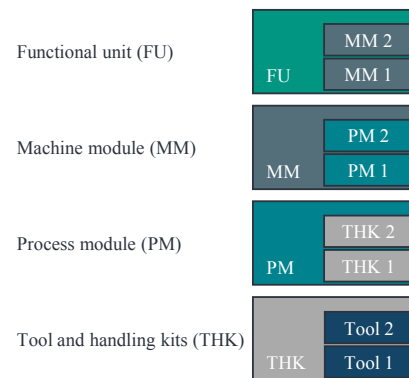 MM 2
Functional unit (FU)
FU
MM 1
PM 2
Machine module (MM)
MM
PM 1
THK 2
Process module (PM)
PM
THK 1
Tool 2
Tool and handling kits (THK)
THK
Tool 1